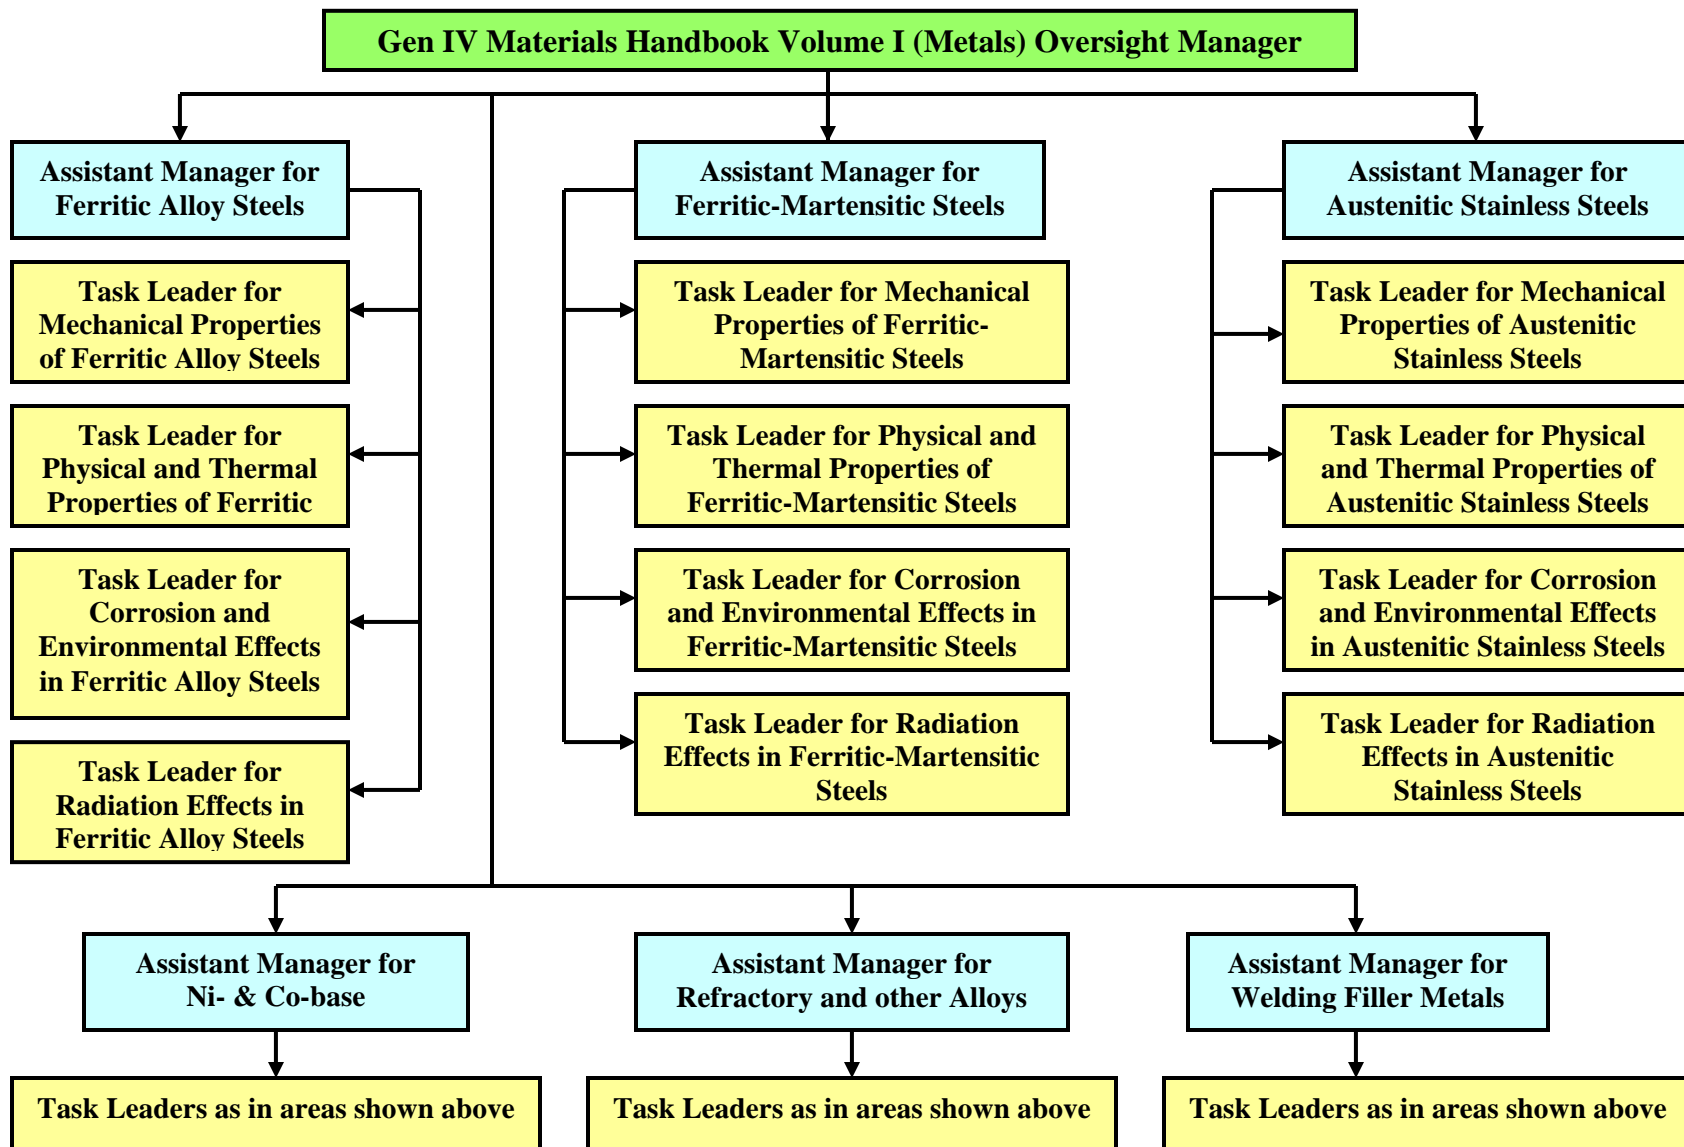 Gen IV Materials Handbook Volume I (Metals) Oversight Manager
Assistant Manager for
Ferritic Alloy Steels
Task Leader for
Mechanical Properties
of Ferritic Alloy Steels
Task Leader for
Physical and Thermal
Properties of Ferritic
Task Leader for
Corrosion and
Environmental Effects
in Ferritic Alloy Steels
Task Leader for
Radiation Effects in
Ferritic Alloy Steels
Assistant Manager for
Ferritic-Martensitic Steels
Task Leader for Mechanical
Properties of Ferritic-
Martensitic Steels
Task Leader for Physical and
Thermal Properties of
Ferritic-Martensitic Steels
Task Leader for Corrosion
and Environmental Effects in
Ferritic-Martensitic Steels
Task Leader for Radiation
Effects in Ferritic-Martensitic
Steels
Assistant Manager for
Austenitic Stainless Steels
Task Leader for Mechanical
Properties of Austenitic
Stainless Steels
Task Leader for Physical
and Thermal Properties of
Austenitic Stainless Steels
Task Leader for Corrosion
and Environmental Effects
in Austenitic Stainless Steels
Task Leader for Radiation
Effects in Austenitic
Stainless Steels
Assistant Manager for
Ni- & Co-base
Task Leaders as in areas shown above
Assistant Manager for
Refractory and other Alloys
Task Leaders as in areas shown above
Assistant Manager for
Welding Filler Metals
Task Leaders as in areas shown above